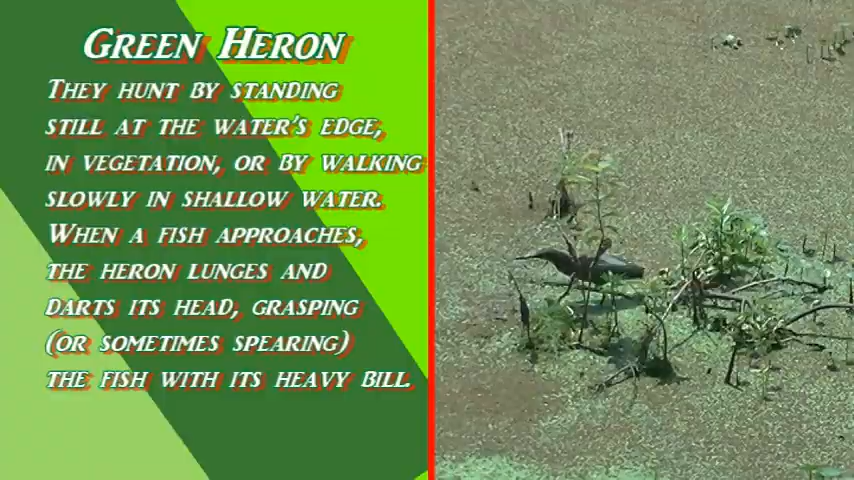 Green Heron
They hunt by standing
still at the water's edge,
in vegetation, or by walking
slowly in shallow water.
When a fish approaches,
the heron lunges and
darts its head, grasping
(or sometimes spearing)
the fish with its heavy bill.